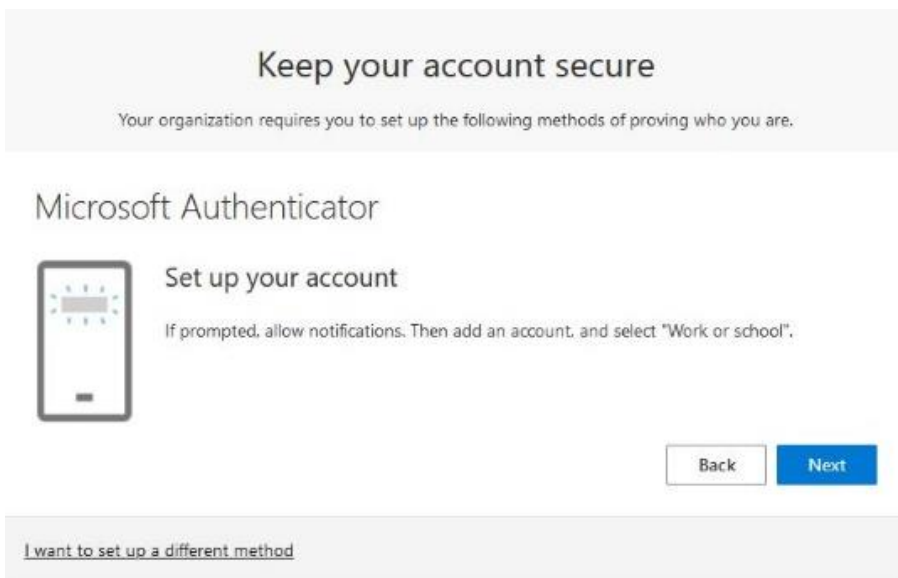 Keep your account secure
Your organization requires you to set up the following methods of proving who you are.
Microsoft Authenticator
Set up your account
If prompted, allow notifications. Then add an account, and select "Work or school".
Back Next
I want to set up a different method